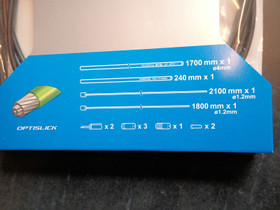 1700 mm x 1
ø4mm
240 mm x 1
2100 mm x 1
ø1.2mm
1800 mm x 1
ø1.2mm
OPTISLICK
x 2
x 3
x 1
x 2